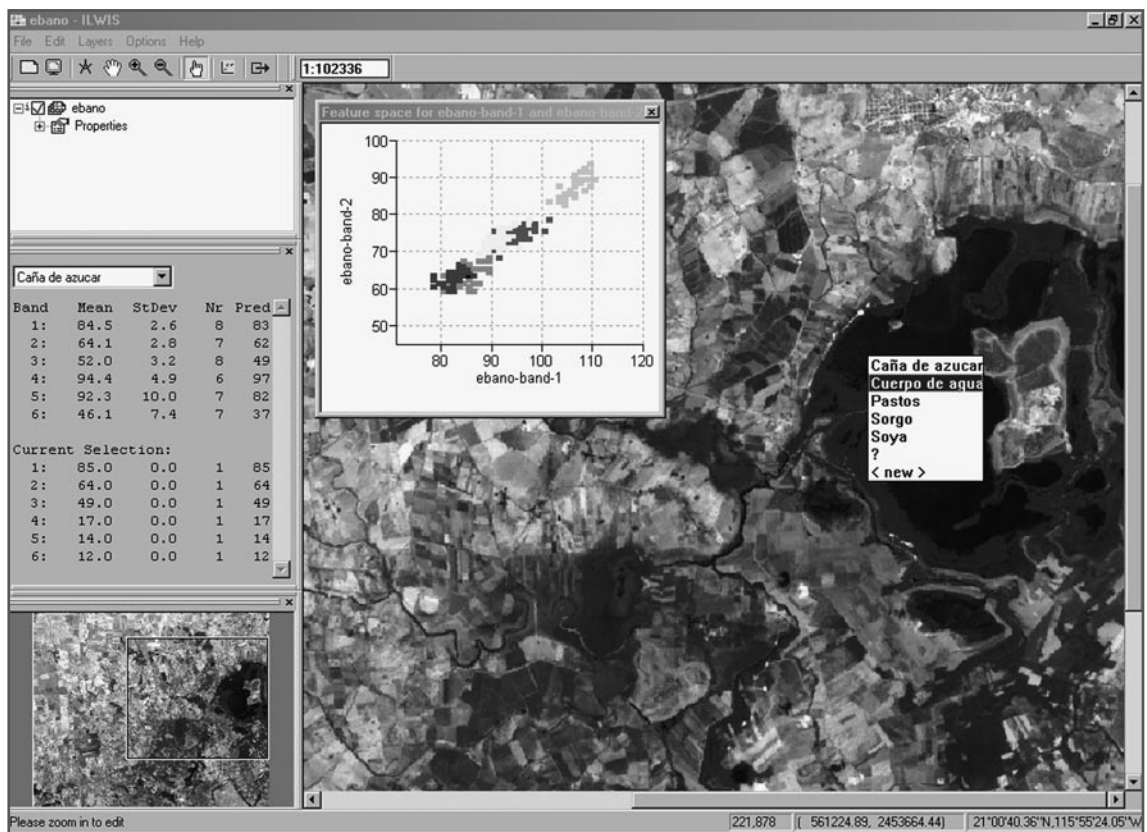 ebano - ILWIS
File Edit Layers Options Help
1:102336
ebano
Properties
Caña de azucar
Band Mean StDev Nr Pred
1: 84.5 2.6 8 83
2: 64.1 2.8 7 62
3: 52.0 3.2 8 49
4: 94.4 4.9 6 97
5: 92.3 10.0 7 82
6: 46.1 7.4 7 37
Current Selection:
1: 85.0 0.0 1 85
2: 64.0 0.0 1 64
3: 49.0 0.0 1 49
4: 17.0 0.0 1 17
5: 14.0 0.0 1 14
6: 12.0 0.0 1 12
Feature space for ebano-band-1 and ebano-band-2
100
90
80
70
60
50
ebano-band-2
80 90 100 110 120
ebano-band-1
Caña de azucar
Cuerpo de agua
Pastos
Sorgo
Soya
?
< new >
Please zoom in to edit
221,878 ( 561224.89, 2453664.44) 21°00'40.36"N,115°55'24.05"W